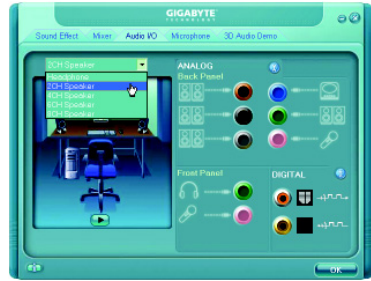 GIGABYTE
TECHNOLOGY
Sound Effect Mixer Audio I/O Microphone 3D Audio Demo
2CH Speaker
Headphone
2CH Speaker
4CH Speaker
6CH Speaker
8CH Speaker
ANALOG
Back Panel
Front Panel
DIGITAL
OK